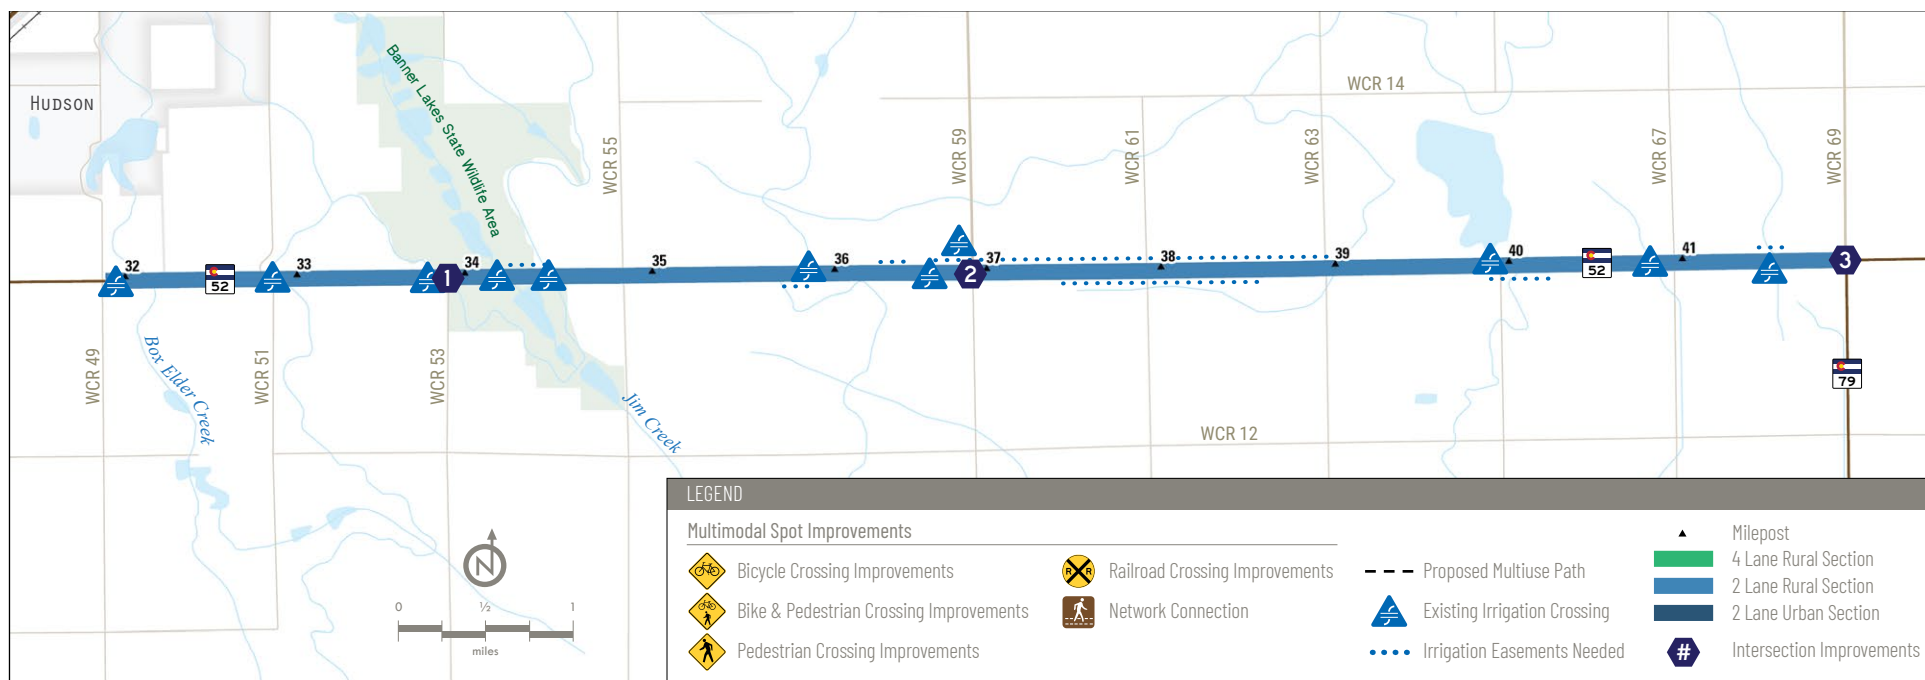 HUDSON
Banner Lakes State Wildlife Area
WCR 14
WCR 55
WCR 59
WCR 61
WCR 63
WCR 67
WCR 69
32
52
33
1
34
35
36
2
37
38
39
40
52
41
3
WCR 49
Box Elder Creek
WCR 51
WCR 53
Jim Creek
79
WCR 12
N
0 ½ 1
miles
LEGEND
Multimodal Spot Improvements
Bicycle Crossing Improvements
Bike & Pedestrian Crossing Improvements
Pedestrian Crossing Improvements
R R Railroad Crossing Improvements
Network Connection
Proposed Multiuse Path
Existing Irrigation Crossing
Irrigation Easements Needed
Milepost
4 Lane Rural Section
2 Lane Rural Section
2 Lane Urban Section
# Intersection Improvements